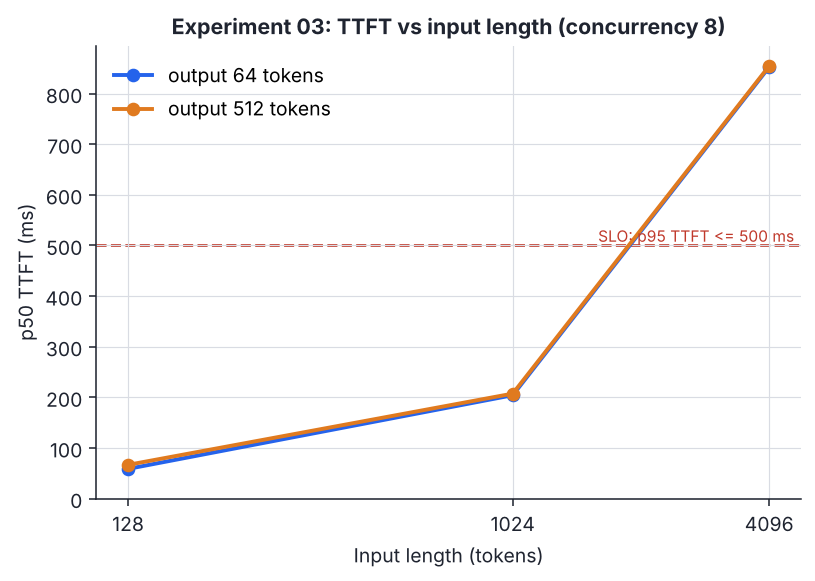 Experiment 03: TTFT vs input length (concurrency 8)
output 64 tokens
output 512 tokens
800
700
600
SLO: p95 TTFT <= 500 ms
500
400
300
200
100
0
p50 TTFT (ms)
128 1024 4096
Input length (tokens)